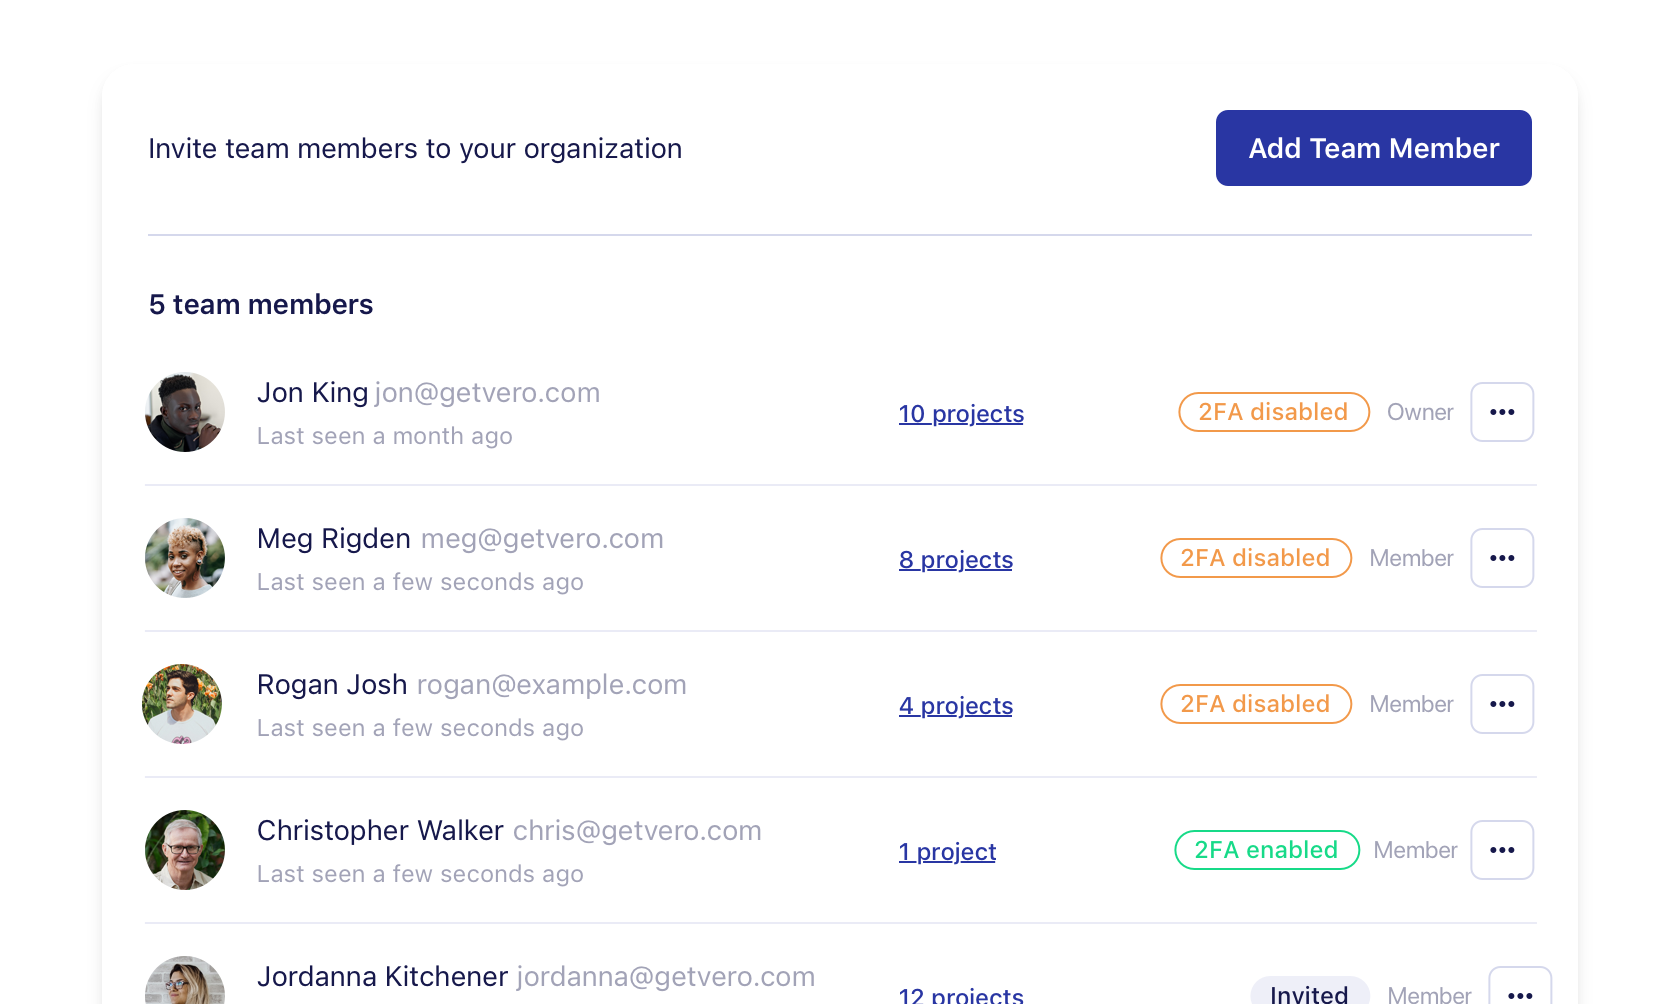 Invite team members to your organization
Add Team Member
5 team members
Jon King jon@getvero.com
Last seen a month ago
10 projects
2FA disabled
Owner
Meg Rigden meg@getvero.com
Last seen a few seconds ago
8 projects
2FA disabled
Member
Rogan Josh rogan@example.com
Last seen a few seconds ago
4 projects
2FA disabled
Member
Christopher Walker chris@getvero.com
Last seen a few seconds ago
1 project
2FA enabled
Member
Jordanna Kitchener jordanna@getvero.com
12 projects
Invited
Member